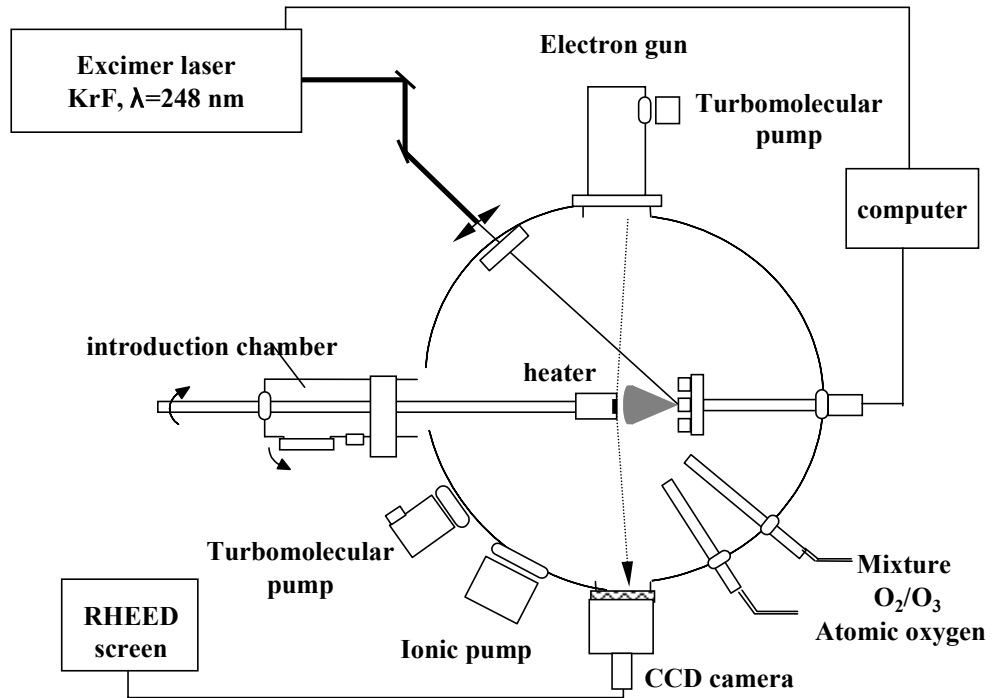 Excimer laser
KrF, λ=248 nm
Electron gun
Turbomolecular
pump
computer
introduction chamber
heater
Turbomolecular
pump
Ionic pump
RHEED
screen
CCD camera
Mixture
O₂/O₃
Atomic oxygen